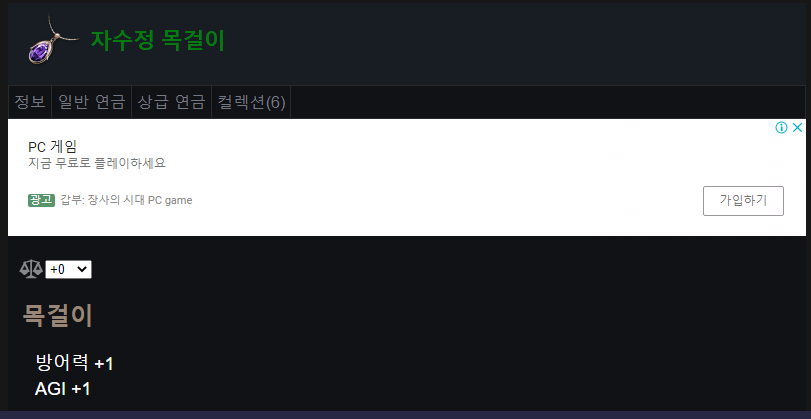 자수정 목걸이
정보 일반 연금 상급 연금 컬렉션(6)
PC 게임
지금 무료로 플레이하세요
광고 갑부: 장사의 시대 PC game
가입하기
+0
목걸이
방어력 +1
AGI +1